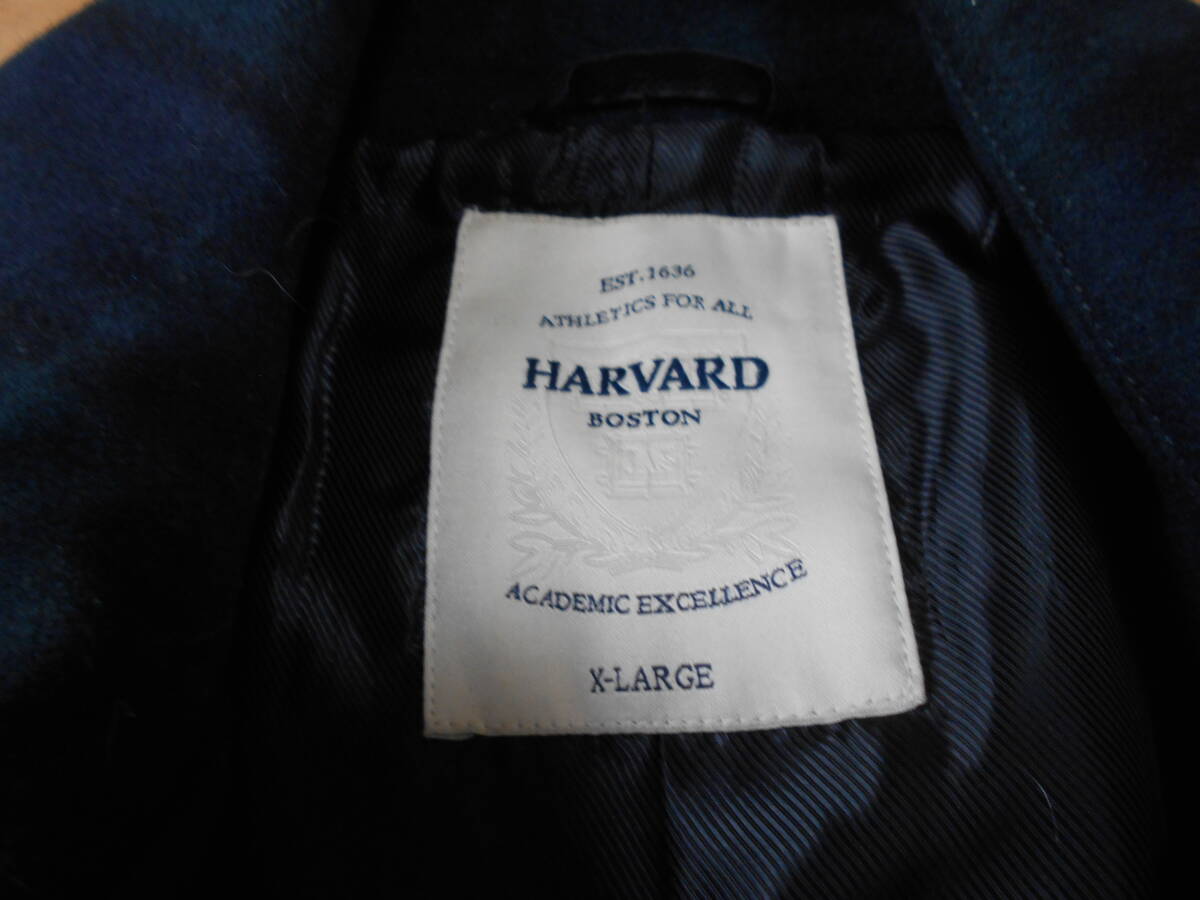 EST.1636
ATHLETICS FOR ALL
HARVARD
BOSTON
ACADEMIC EXCELLENCE
X-LARGE